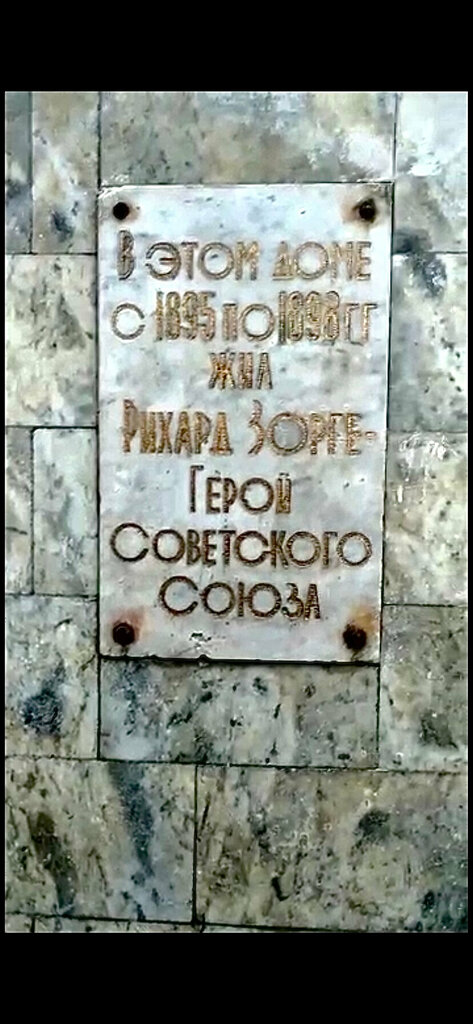 В ЭТОМ ДОМЕ
С 1895 ПО 1898 ГГ
ЖИЛ
РИХАРД ЗОРГЕ-
ГЕРОЙ
СОВЕТСКОГО
СОЮЗА